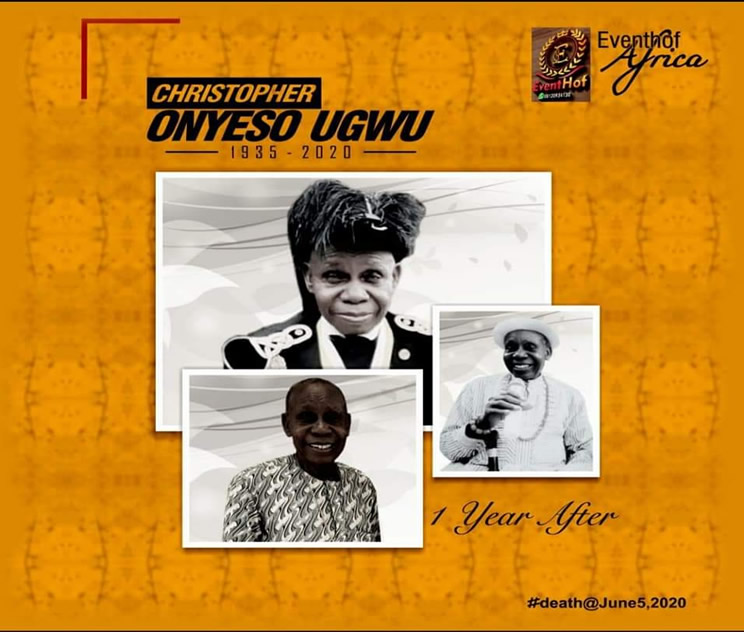 Eventhof
Africa
EventHof
CHRISTOPHER
ONYESO UGWU
1935 - 2020
1 Year After
#death@June5,2020